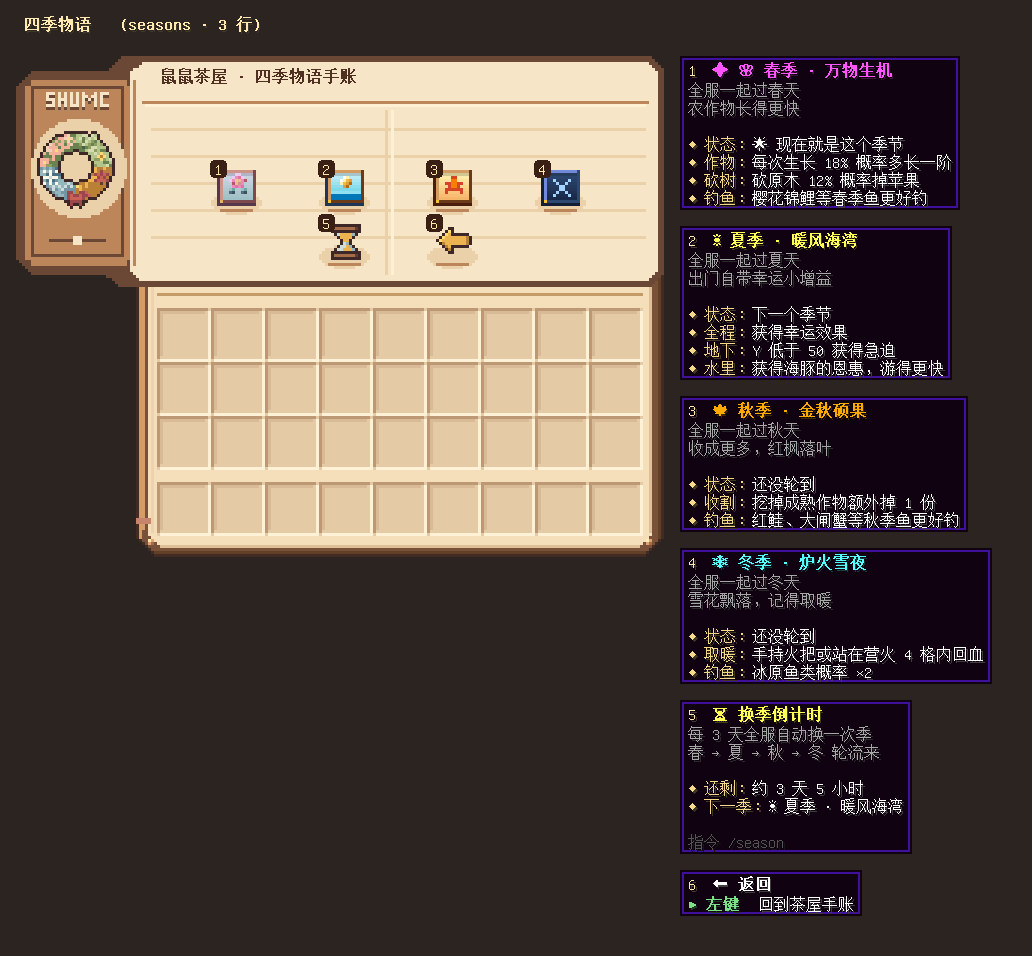 四季物语 (seasons · 3 行)
SHUMC
鼠鼠茶屋 · 四季物语手账
1
2
3
4
5
6
1 ✦ 🌸 春季 · 万物生机
全服一起过春天
农作物长得更快
◆ 状态: ☀ 现在就是这个季节
◆ 作物: 每次生长 18% 概率多长一阶
◆ 砍树: 砍原木 12% 概率掉苹果
◆ 钓鱼: 樱花锦鲤等春季鱼更好钓
2 ☀ 夏季 · 暖风海湾
全服一起过夏天
出门自带幸运小增益
◆ 状态: 下一个季节
◆ 全程: 获得幸运效果
◆ 地下: Y 低于 50 获得急迫
◆ 水里: 获得海豚的恩惠, 游得更快
3 🍁 秋季 · 金秋硕果
全服一起过秋天
收成更多, 红枫落叶
◆ 状态: 还没轮到
◆ 收割: 挖掉成熟作物额外掉 1 份
◆ 钓鱼: 红鲑、大闸蟹等秋季鱼更好钓
4 ❄ 冬季 · 炉火雪夜
全服一起过冬天
雪花飘落, 记得取暖
◆ 状态: 还没轮到
◆ 取暖: 手持火把或站在营火 4 格内回血
◆ 钓鱼: 冰原鱼类概率 ×2
5 ⌛ 换季倒计时
每 3 天全服自动换一次季
春 → 夏 → 秋 → 冬 轮流来
◆ 还剩: 约 3 天 5 小时
◆ 下一季: ☀ 夏季 · 暖风海湾
指令 /season
6 ← 返回
▶ 左键 回到茶屋手账